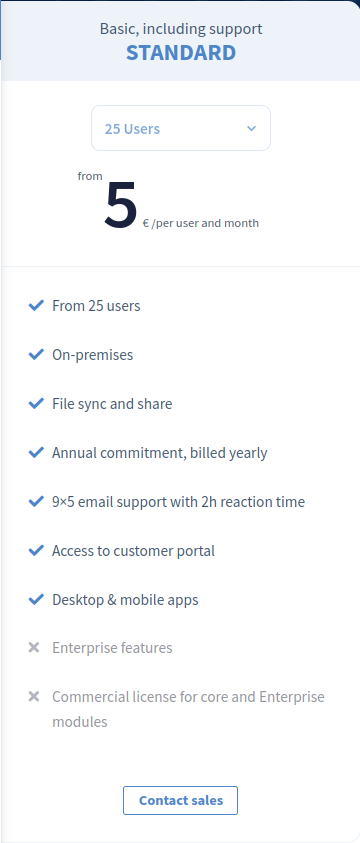 Basic, including support
STANDARD
25 Users
from
5
€ /per user and month
From 25 users
On-premises
File sync and share
Annual commitment, billed yearly
9×5 email support with 2h reaction time
Access to customer portal
Desktop & mobile apps
Enterprise features
Commercial license for core and Enterprise
modules
Contact sales